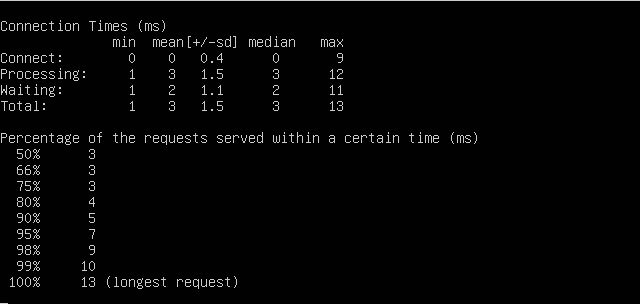 Connection Times (ms)
              min  mean[+/-sd] median   max
Connect:        0    0   0.4      0       9
Processing:     1    3   1.5      3      12
Waiting:        1    2   1.1      2      11
Total:          1    3   1.5      3      13
Percentage of the requests served within a certain time (ms)
  50%      3
  66%      3
  75%      3
  80%      4
  90%      5
  95%      7
  98%      9
  99%     10
 100%     13 (longest request)